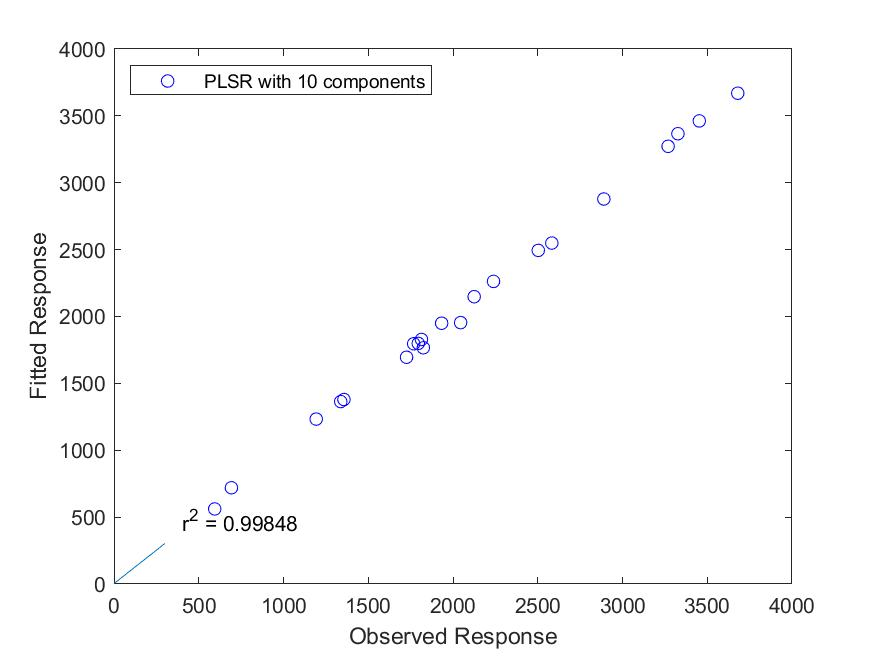 4000
3500
3000
2500
2000
1500
1000
500
0
PLSR with 10 components
r2 = 0.99848
0 500 1000 1500 2000 2500 3000 3500 4000
Observed Response
Fitted Response